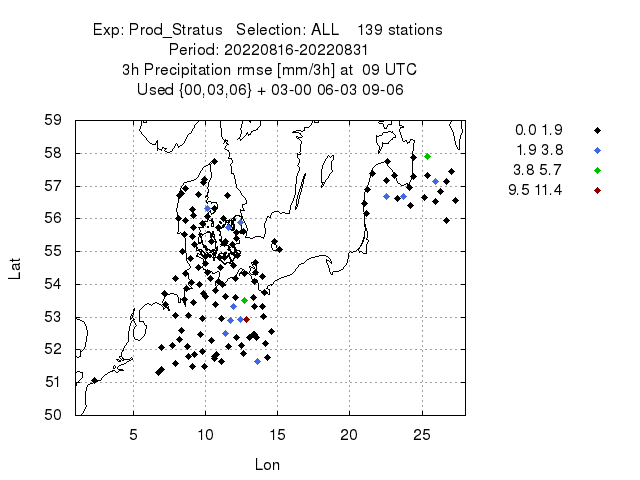 Exp: Prod_Stratus Selection: ALL 139 stations
Period: 20220816-20220831
3h Precipitation rmse [mm/3h] at 09 UTC
Used {00,03,06} + 03-00 06-03 09-06
59
58
57
56
55
54
53
52
51
50
Lat
5 10 15 20 25
Lon
0.0 1.9
1.9 3.8
3.8 5.7
9.5 11.4